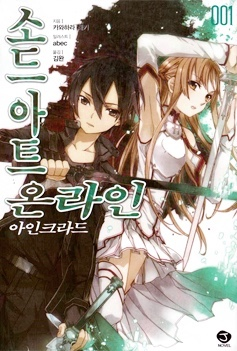 001
지음 | 카와하라 레키
일러스트 | abec
옮김 | 김완
소드 아트 온라인
아인크라드
J
NOVEL